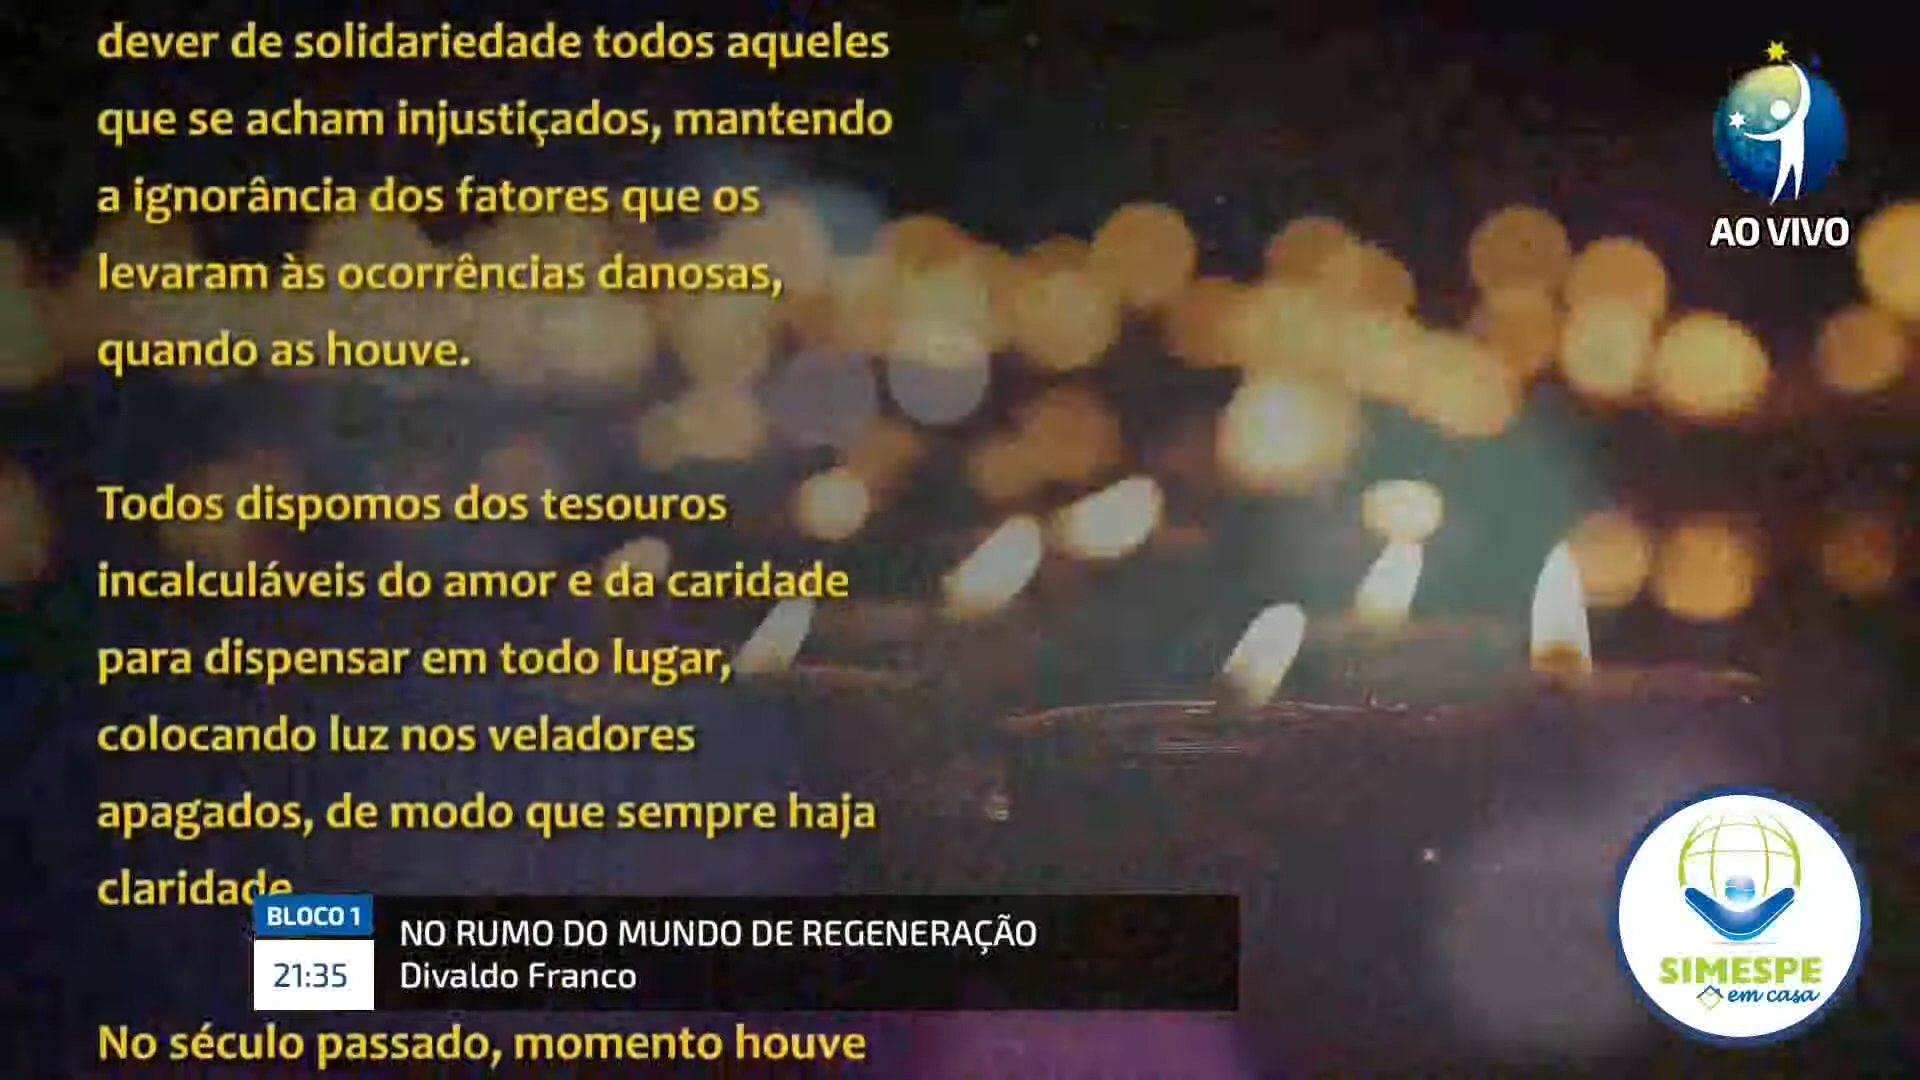 dever de solidariedade todos aqueles
que se acham injustiçados, mantendo
a ignorância dos fatores que os
levaram às ocorrências danosas,
quando as houve.
Todos dispomos dos tesouros
incalculáveis do amor e da caridade
para dispensar em todo lugar,
colocando luz nos veladores
apagados, de modo que sempre haja
claridade
No século passado, momento houve
BLOCO 1
21:35
NO RUMO DO MUNDO DE REGENERAÇÃO
Divaldo Franco
AO VIVO
SIMESPE
em casa